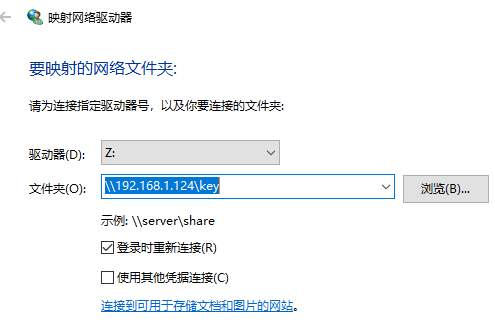 映射网络驱动器
要映射的网络文件夹:
请为连接指定驱动器号，以及你要连接的文件夹:
驱动器(D): Z:
文件夹(O): \\192.168.1.124\key 浏览(B)...
示例: \\server\share
登录时重新连接(R)
使用其他凭据连接(C)
连接到可用于存储文档和图片的网站。